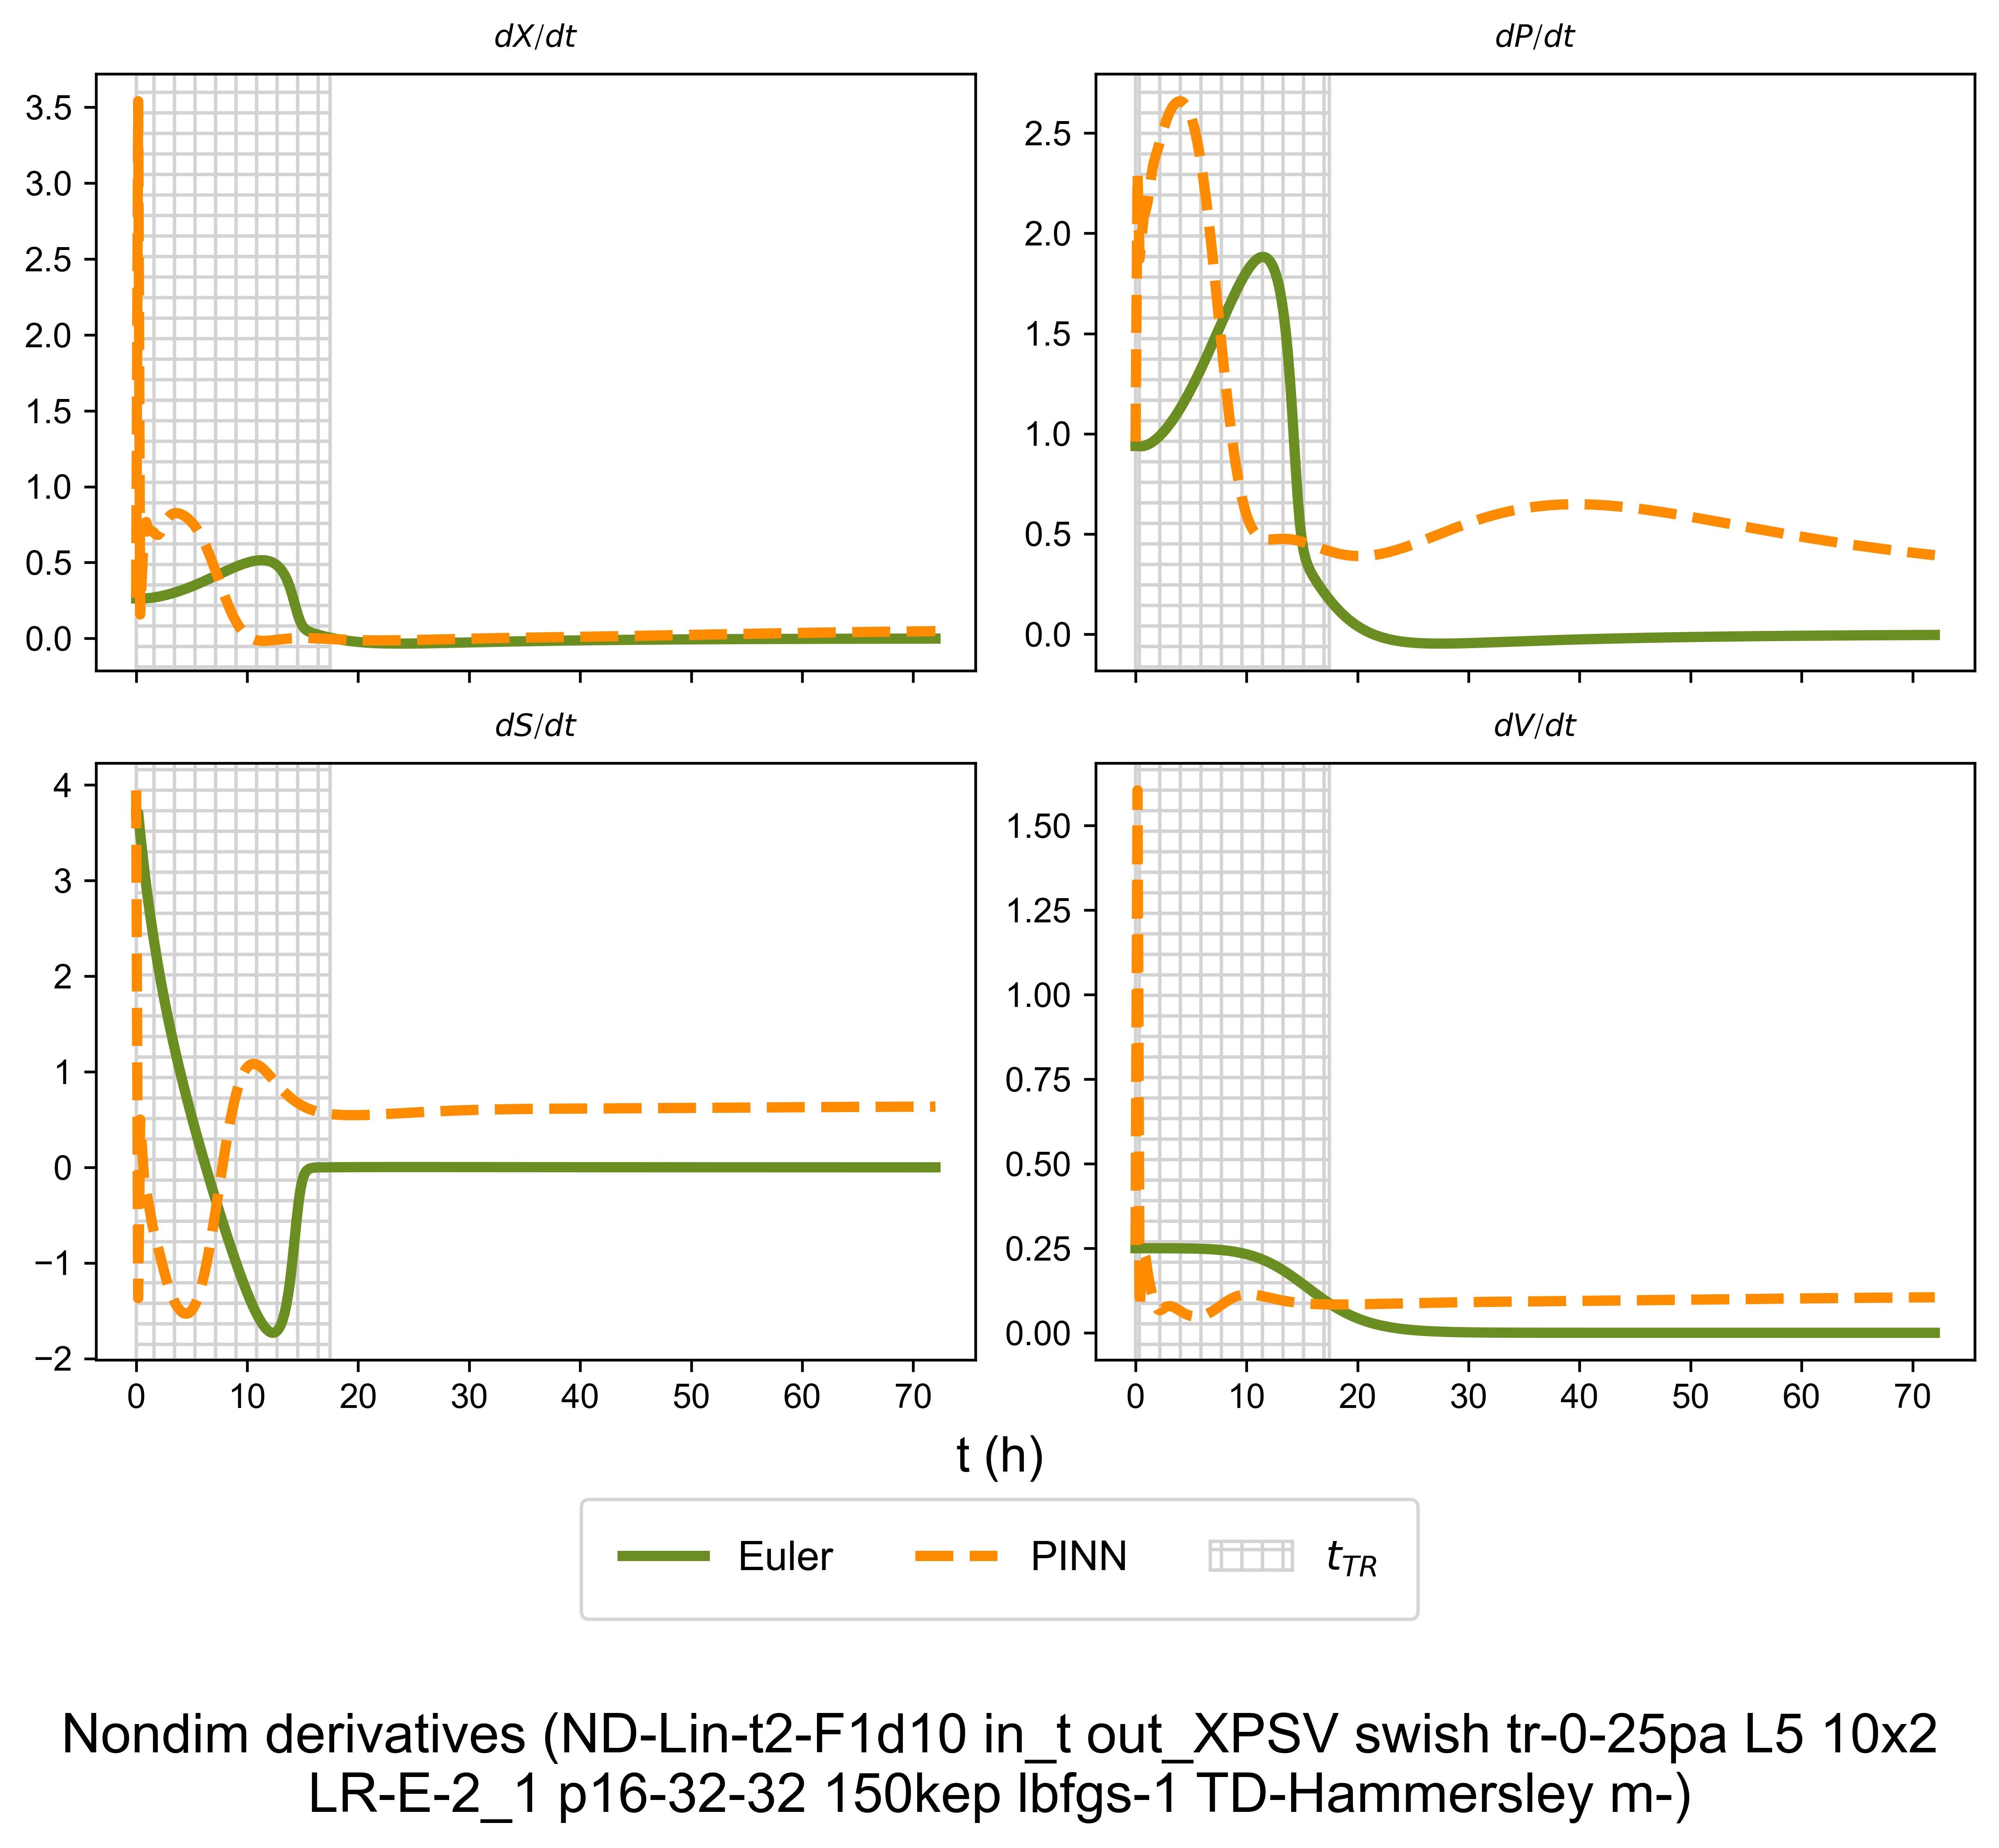 dX/dt
dP/dt
3.5
3.0
2.5
2.0
1.5
1.0
0.5
0.0
2.5
2.0
1.5
1.0
0.5
0.0
dS/dt
dV/dt
4
3
2
1
0
−1
−2
1.50
1.25
1.00
0.75
0.50
0.25
0.00
0 10 20 30 40 50 60 70
0 10 20 30 40 50 60 70
t (h)
Euler PINN t_TR
Nondim derivatives (ND-Lin-t2-F1d10 in_t out_XPSV swish tr-0-25pa L5 10x2
LR-E-2_1 p16-32-32 150kep lbfgs-1 TD-Hammersley m-)